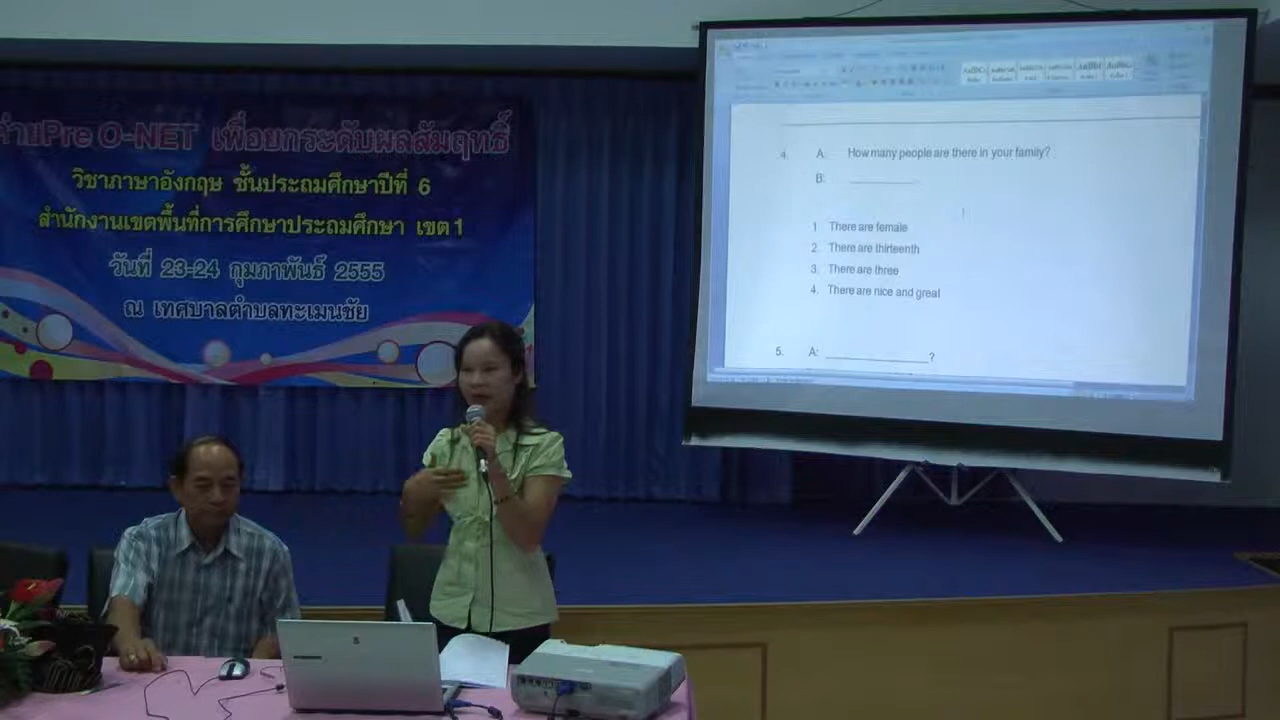 ค่ายPre O-NET เพื่อยกระดับผลสัมฤทธิ์
วิชาภาษาอังกฤษ ชั้นประถมศึกษาปีที่ 6
สำนักงานเขตพื้นที่การศึกษาประถมศึกษา เขต 1
วันที่ 23-24 กุมภาพันธ์ 2555
ณ เทศบาลตำบลทะเมนชัย
4. A. How many people are there in your family?
B: ____________
1 There are female
2. There are thirteenth
3. There are three
4. There are nice and great
5. A: __________________?